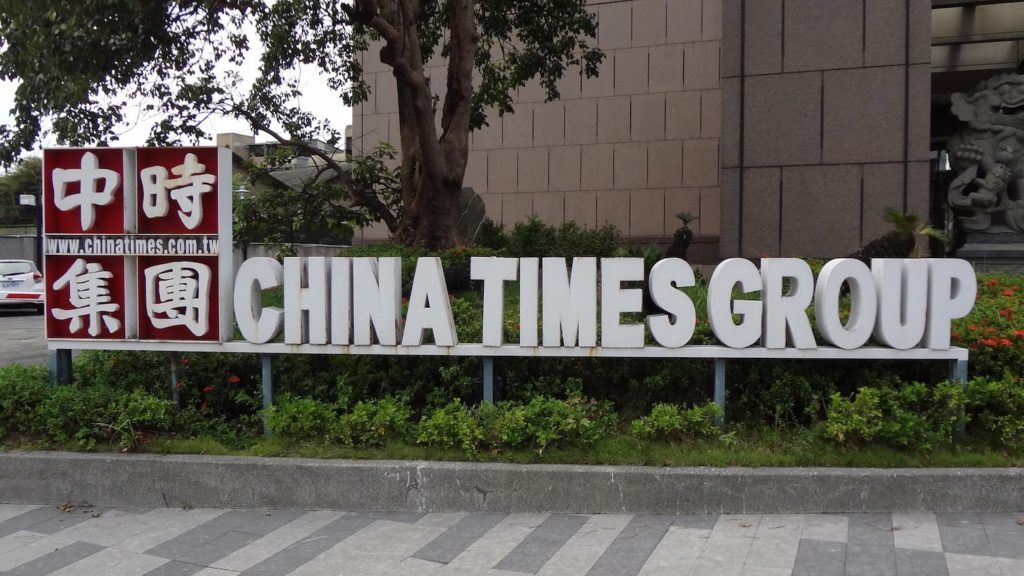 中時
www.chinatimes.com.tw
集團
CHINA TIMES GROUP